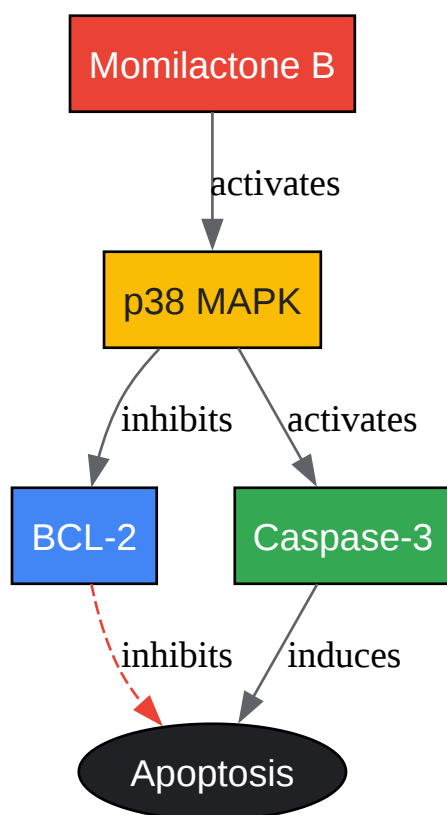 Momilactone B
activates
p38 MAPK
inhibits
activates
BCL-2
Caspase-3
inhibits
induces
Apoptosis